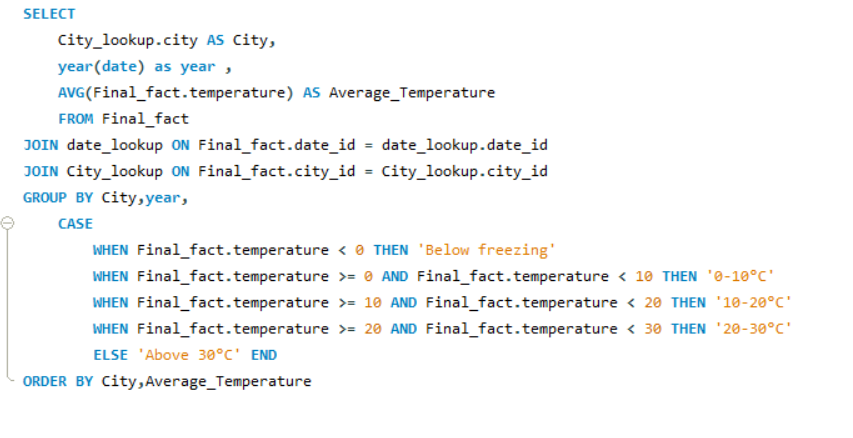 SELECT
City_lookup.city AS City,
year(date) as year ,
AVG(Final_fact.temperature) AS Average_Temperature
FROM Final_fact
JOIN date_lookup ON Final_fact.date_id = date_lookup.date_id
JOIN City_lookup ON Final_fact.city_id = City_lookup.city_id
GROUP BY City,year,
CASE
WHEN Final_fact.temperature < 0 THEN 'Below freezing'
WHEN Final_fact.temperature >= 0 AND Final_fact.temperature < 10 THEN '0-10°C'
WHEN Final_fact.temperature >= 10 AND Final_fact.temperature < 20 THEN '10-20°C'
WHEN Final_fact.temperature >= 20 AND Final_fact.temperature < 30 THEN '20-30°C'
ELSE 'Above 30°C' END
ORDER BY City,Average_Temperature